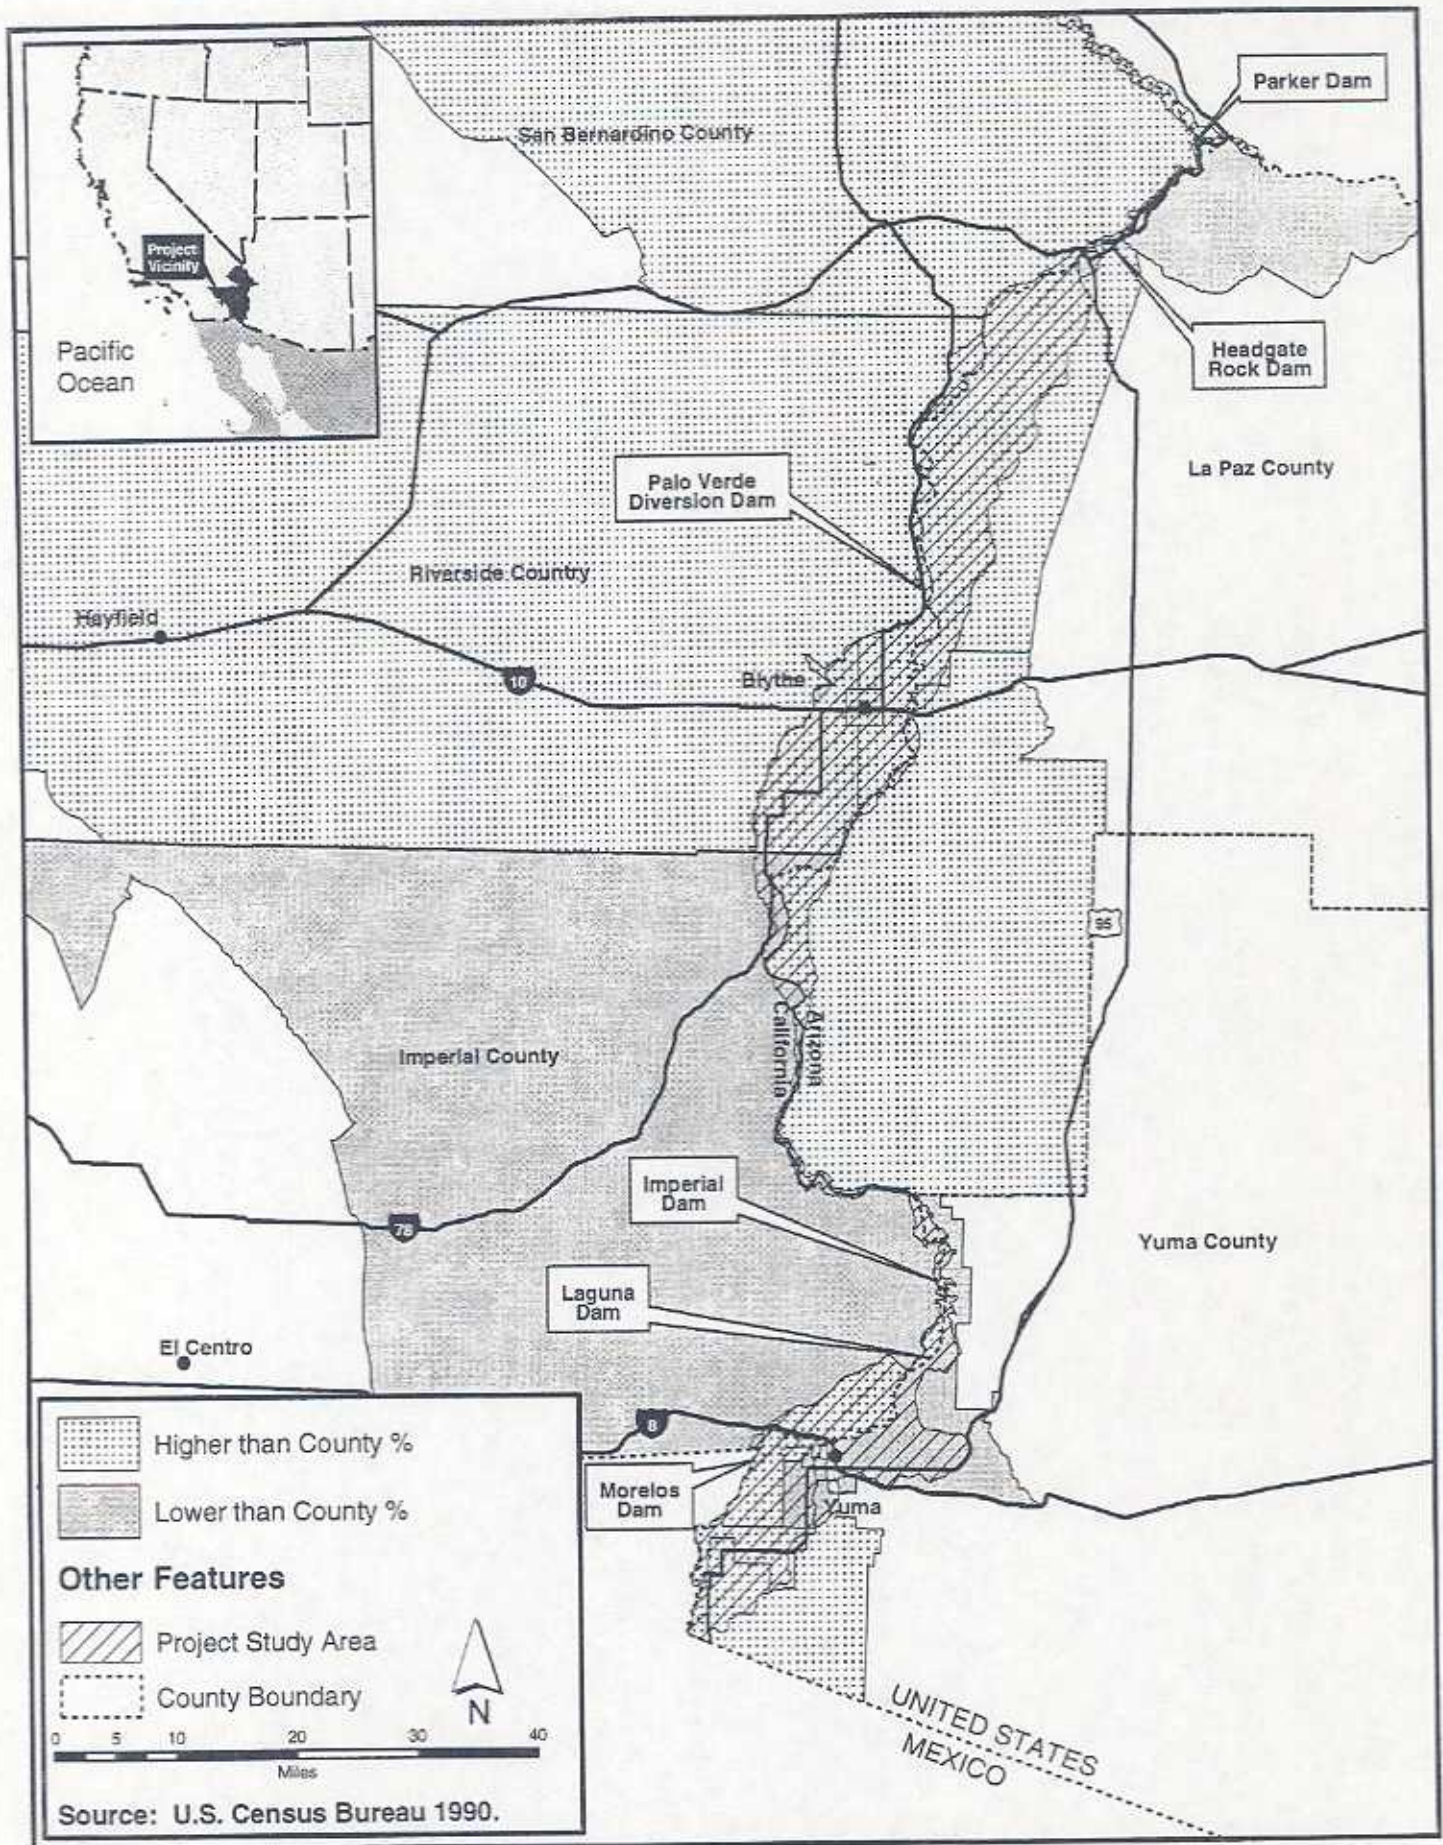 Parker Dam
San Bernardino County
Project
Vicinity
Pacific
Ocean
Headgate
Rock Dam
La Paz County
Palo Verde
Diversion Dam
Riverside Country
Hayfield
10
Blythe
95
Arizona
California
Imperial County
Imperial
Dam
78
Yuma County
Laguna
Dam
El Centro
8
Morelos
Dam
Yuma
Higher than County %
Lower than County %
Other Features
Project Study Area
County Boundary
N
0 5 10 20 30 40
Miles
Source: U.S. Census Bureau 1990.
UNITED STATES
MEXICO